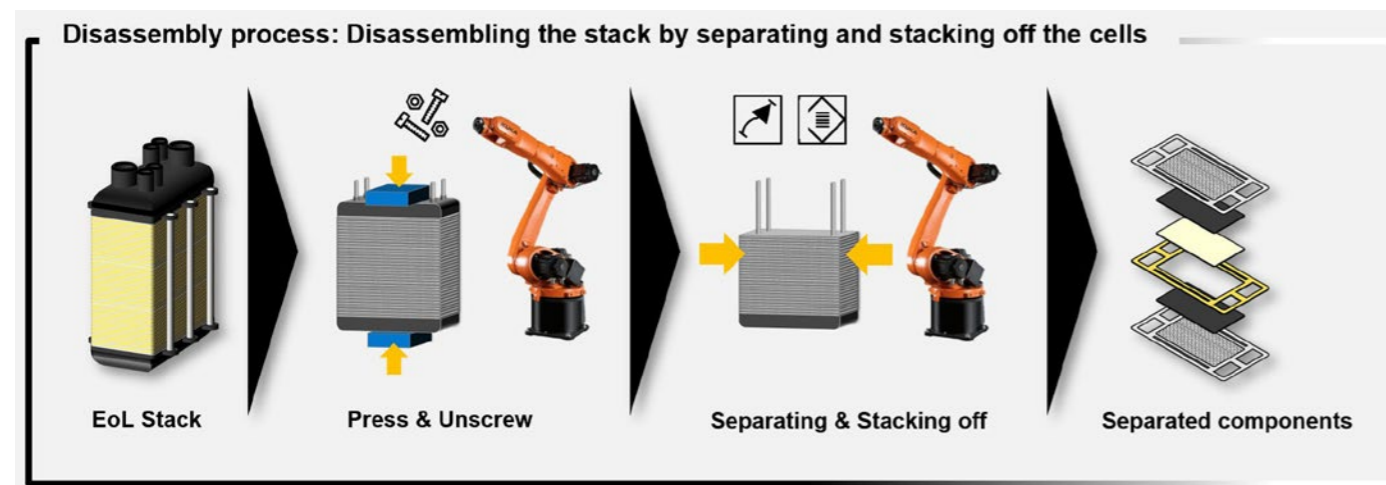 Disassembly process: Disassembling the stack by separating and stacking off the cells
EoL Stack
Press & Unscrew
Separating & Stacking off
Separated components